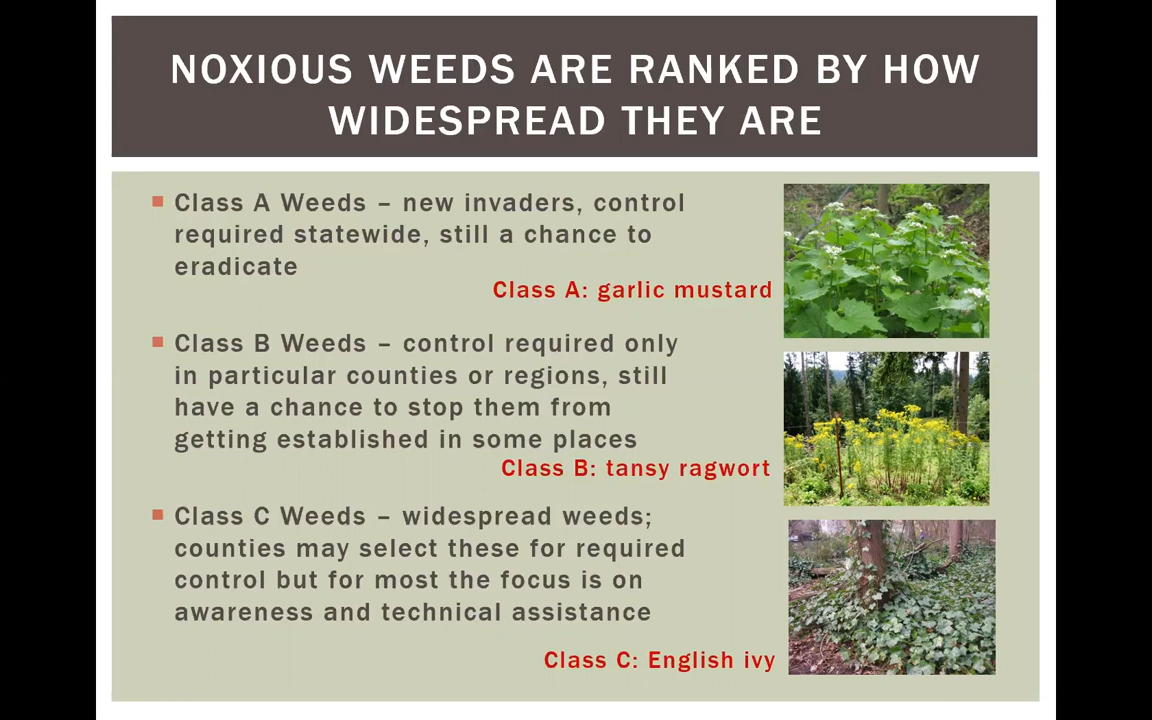 NOXIOUS WEEDS ARE RANKED BY HOW
WIDESPREAD THEY ARE
Class A Weeds – new invaders, control
required statewide, still a chance to
eradicate
Class A: garlic mustard
Class B Weeds – control required only
in particular counties or regions, still
have a chance to stop them from
getting established in some places
Class B: tansy ragwort
Class C Weeds – widespread weeds;
counties may select these for required
control but for most the focus is on
awareness and technical assistance
Class C: English ivy